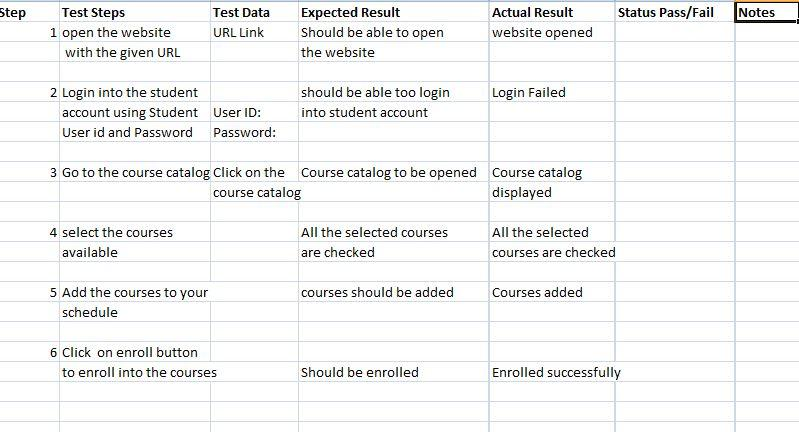 Step Test Steps Test Data Expected Result Actual Result Status Pass/Fail Notes
1 open the website URL Link Should be able to open website opened
with the given URL the website
2 Login into the student should be able too login Login Failed
account using Student User ID: into student account
User id and Password Password:
3 Go to the course catalog Click on the Course catalog to be opened Course catalog
course catalog displayed
4 select the courses All the selected courses All the selected
available are checked courses are checked
5 Add the courses to your courses should be added Courses added
schedule
6 Click on enroll button
to enroll into the courses Should be enrolled Enrolled successfully